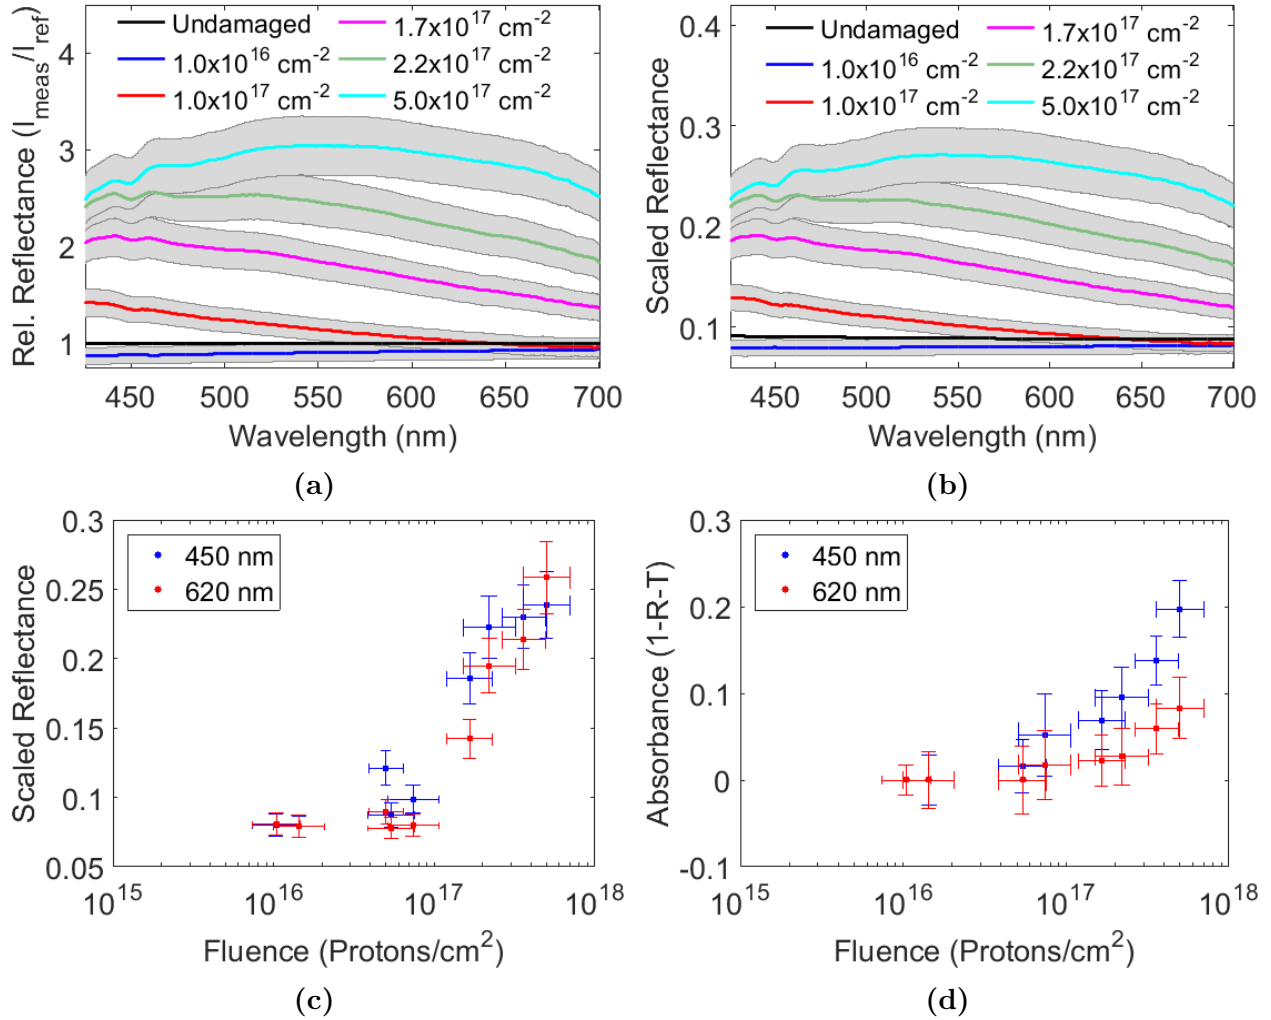 Undamaged
1.0x10^16 cm^-2
1.0x10^17 cm^-2
1.7x10^17 cm^-2
2.2x10^17 cm^-2
5.0x10^17 cm^-2
Rel. Reflectance (I_meas/I_ref)
4
3
2
1
450 500 550 600 650 700
Wavelength (nm)
(a)
Undamaged
1.0x10^16 cm^-2
1.0x10^17 cm^-2
1.7x10^17 cm^-2
2.2x10^17 cm^-2
5.0x10^17 cm^-2
Scaled Reflectance
0.4
0.3
0.2
0.1
450 500 550 600 650 700
Wavelength (nm)
(b)
450 nm
620 nm
Scaled Reflectance
0.3
0.25
0.2
0.15
0.1
0.05
10^15 10^16 10^17 10^18
Fluence (Protons/cm^2)
(c)
450 nm
620 nm
Absorbance (1-R-T)
0.3
0.2
0.1
0
-0.1
10^15 10^16 10^17 10^18
Fluence (Protons/cm^2)
(d)